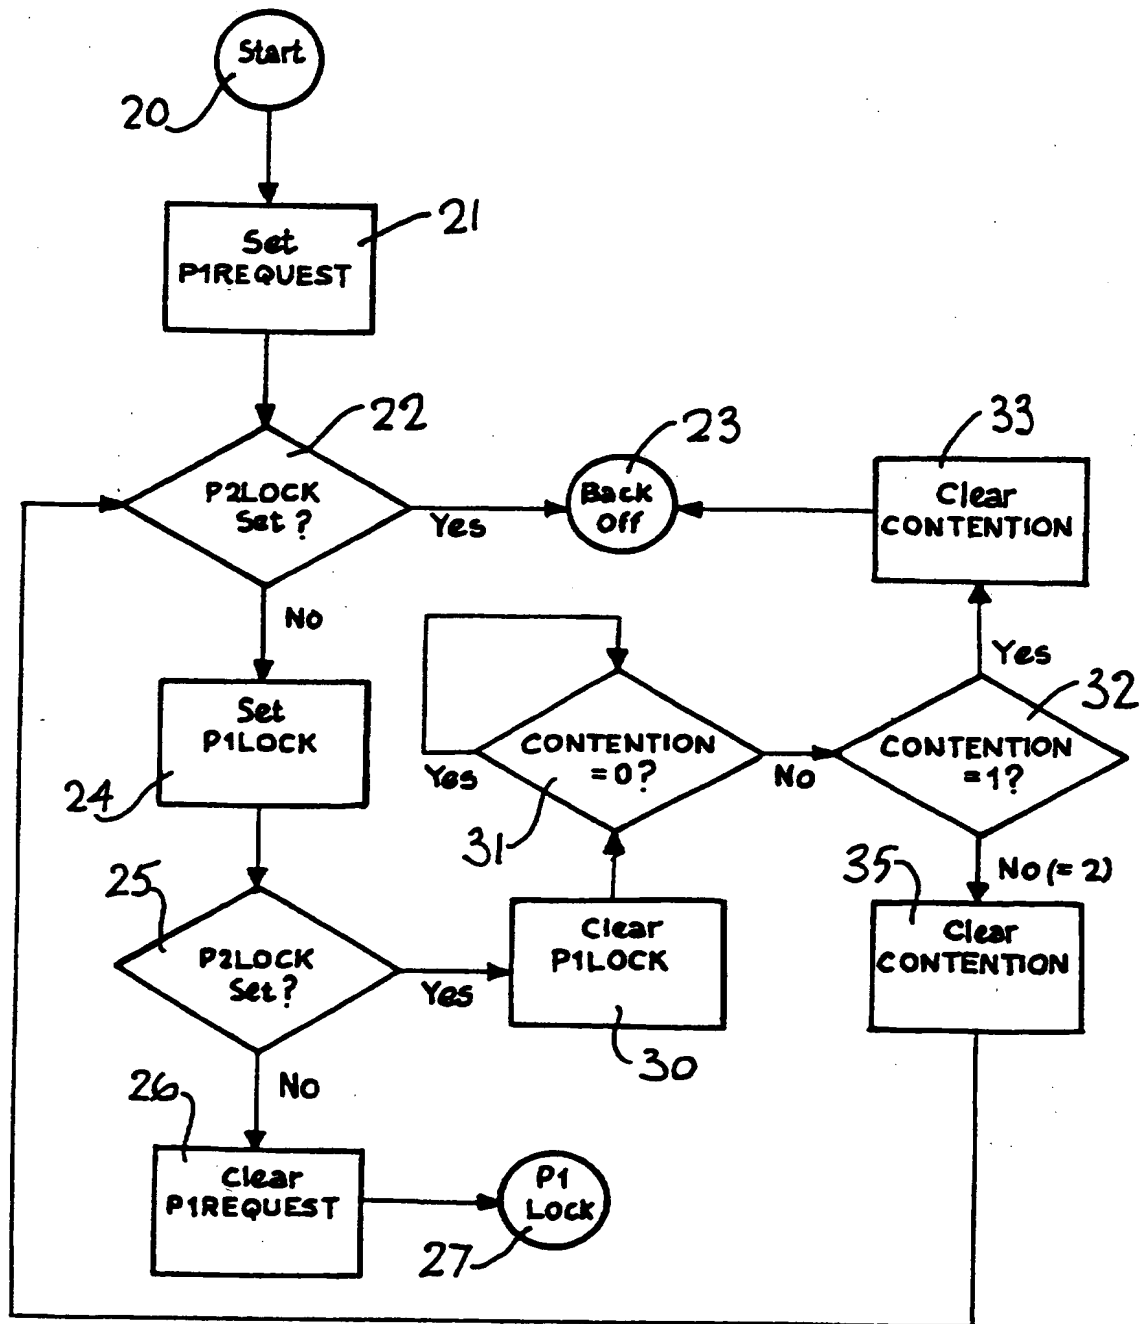 Start
20
21
Set
P1REQUEST
22
23
33
P2LOCK
Set?
Yes
Back
Off
Clear
CONTENTION
No
Yes
32
Set
P1LOCK
24
CONTENTION
=0?
Yes
No
31
CONTENTION
=1?
No (= 2)
25
35
P2LOCK
Set?
Yes
Clear
P1LOCK
30
Clear
CONTENTION
No
26
Clear
P1REQUEST
P1
Lock
27